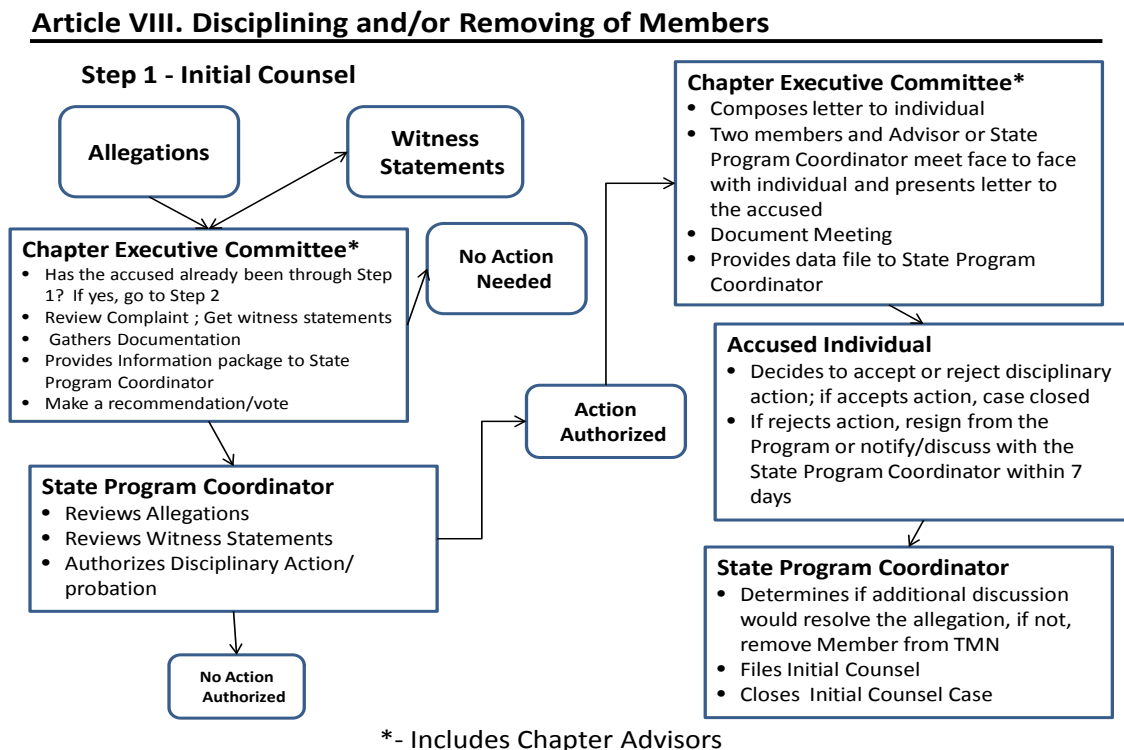 Article VIII. Disciplining and/or Removing of Members
Step 1 - Initial Counsel
Allegations
Witness
Statements
Chapter Executive Committee*
• Has the accused already been through Step
1? If yes, go to Step 2
• Review Complaint ; Get witness statements
• Gathers Documentation
• Provides Information package to State
Program Coordinator
• Make a recommendation/vote
No Action
Needed
State Program Coordinator
• Reviews Allegations
• Reviews Witness Statements
• Authorizes Disciplinary Action/
probation
No Action
Authorized
Action
Authorized
Chapter Executive Committee*
• Composes letter to individual
• Two members and Advisor or State
Program Coordinator meet face to face
with individual and presents letter to
the accused
• Document Meeting
• Provides data file to State Program
Coordinator
Accused Individual
• Decides to accept or reject disciplinary
action; if accepts action, case closed
• If rejects action, resign from the
Program or notify/discuss with the
State Program Coordinator within 7
days
State Program Coordinator
• Determines if additional discussion
would resolve the allegation, if not,
remove Member from TMN
• Files Initial Counsel
• Closes Initial Counsel Case
*- Includes Chapter Advisors